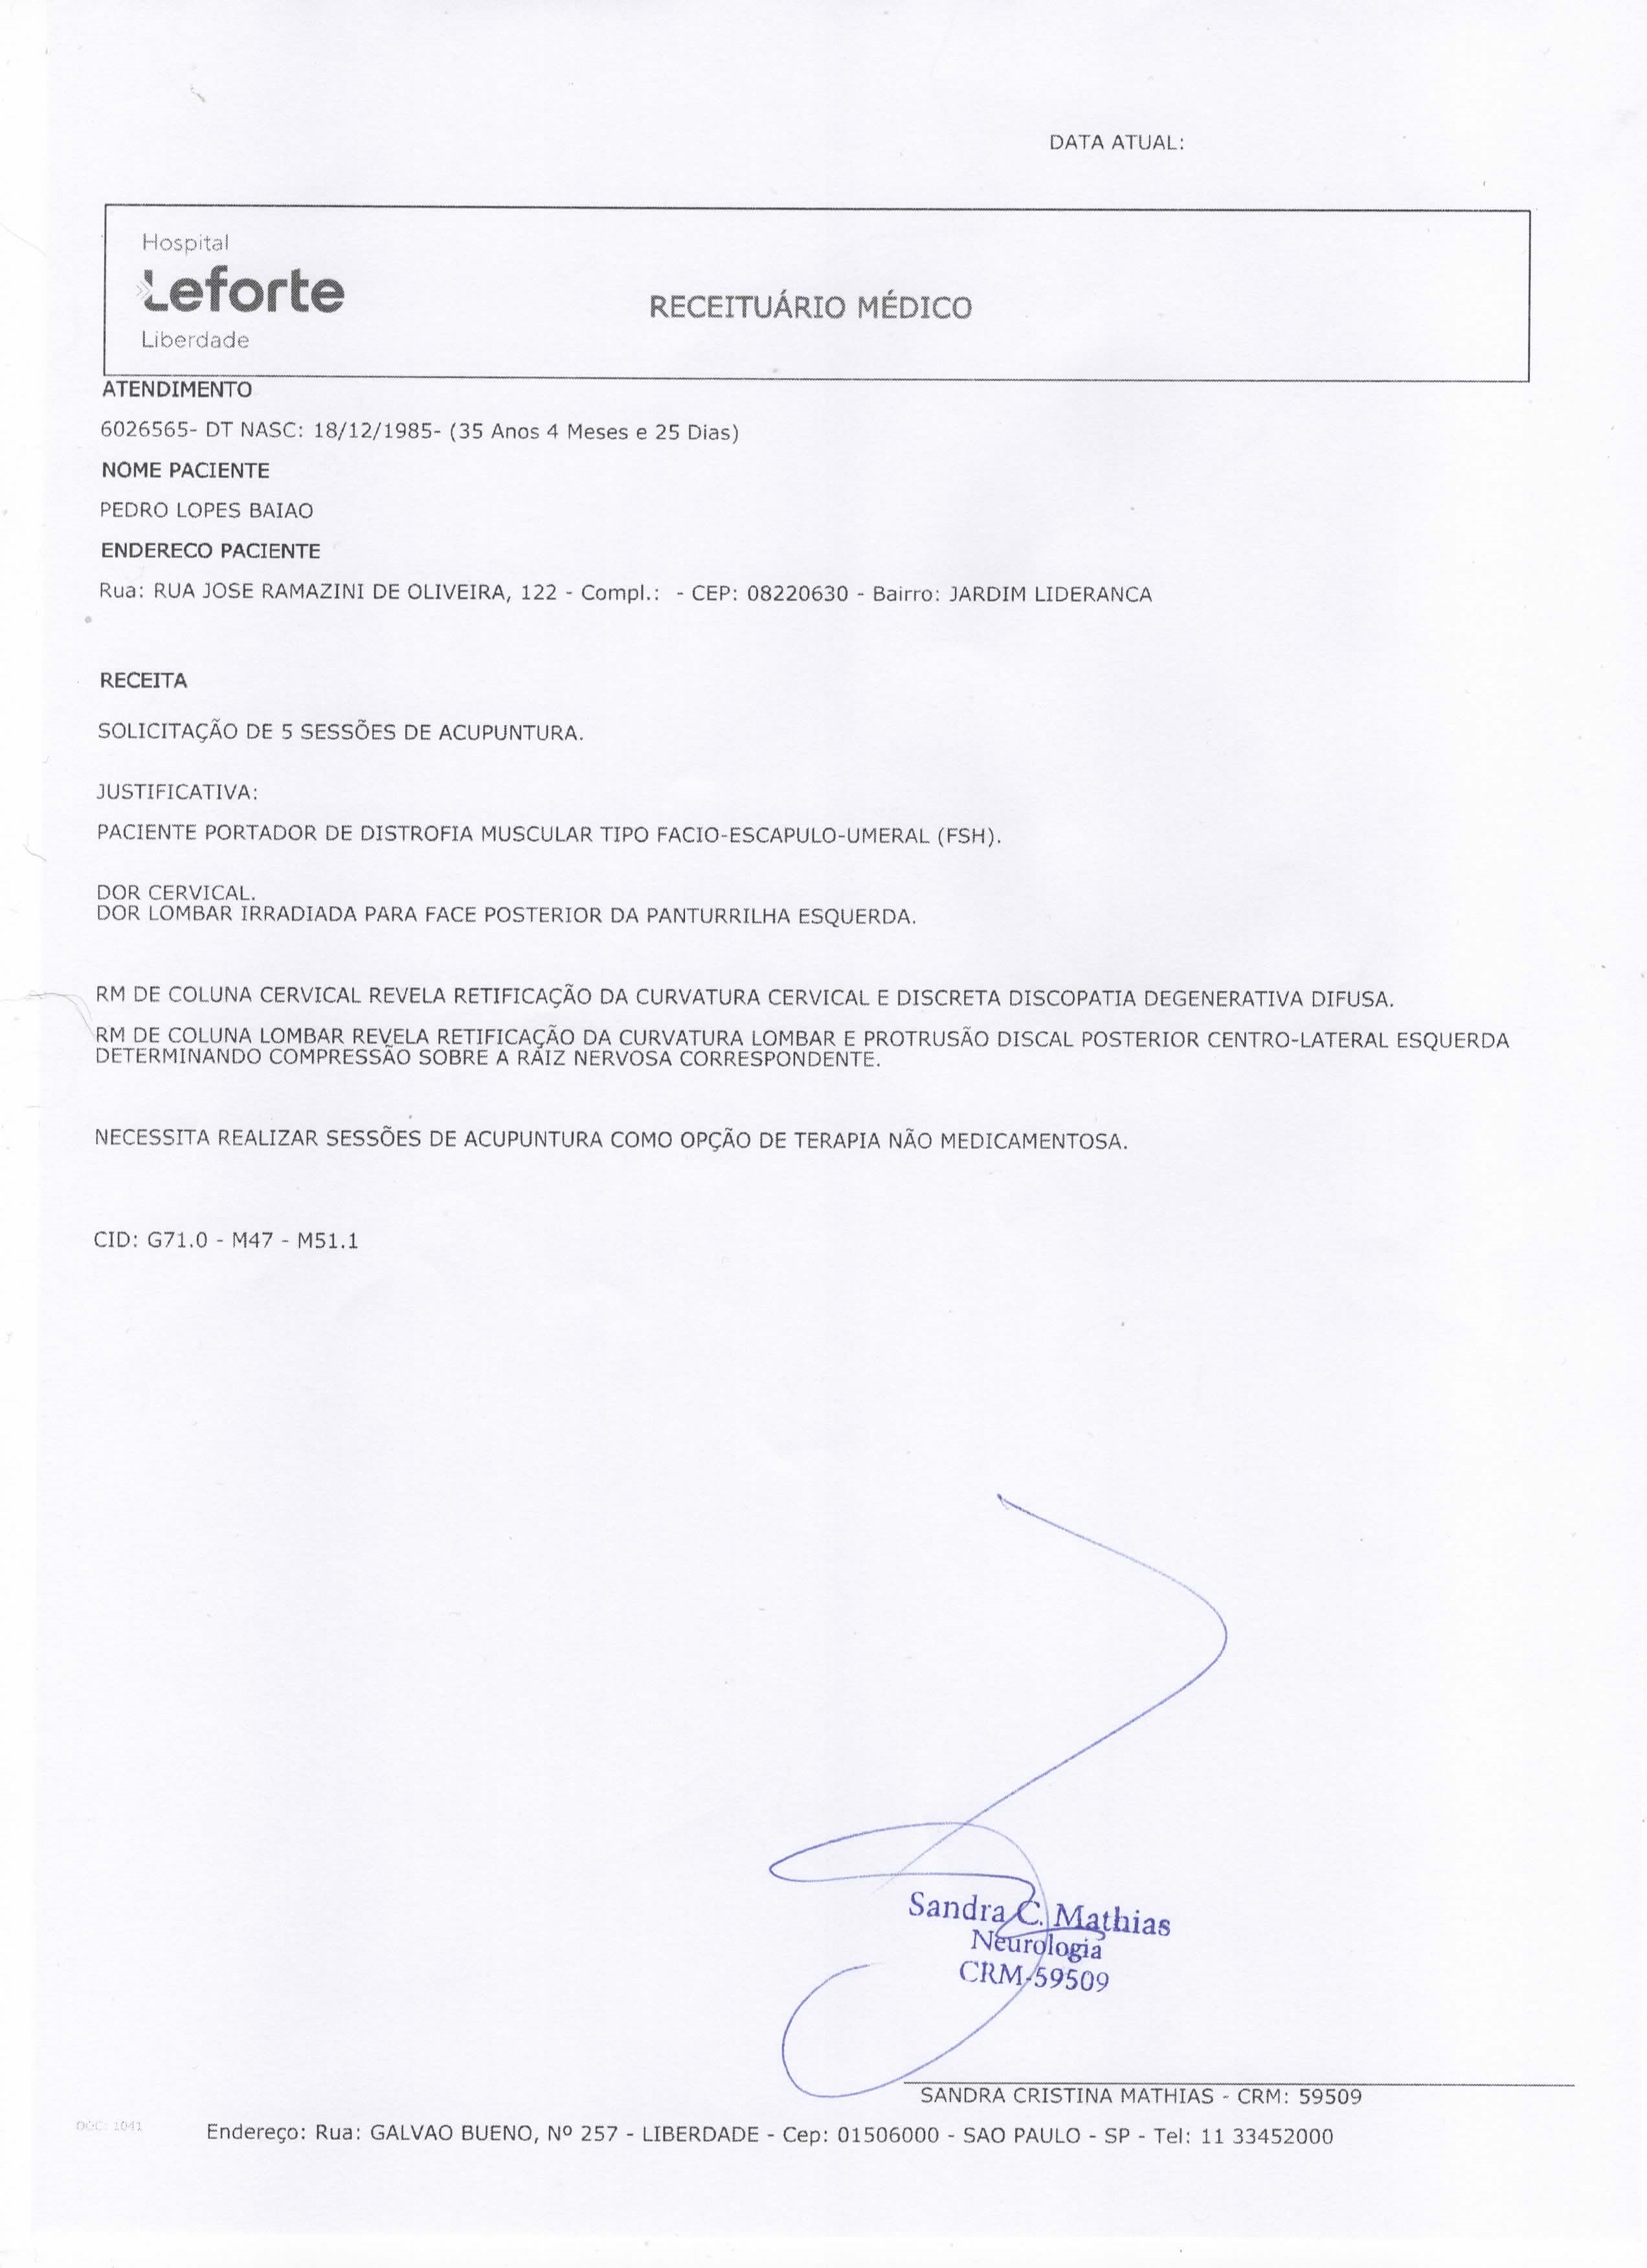 DATA ATUAL:
Hospital
Leforte
Liberdade
RECEITUÁRIO MÉDICO
ATENDIMENTO
6026565- DT NASC: 18/12/1985- (35 Anos 4 Meses e 25 Dias)
NOME PACIENTE
PEDRO LOPES BAIAO
ENDERECO PACIENTE
Rua: RUA JOSE RAMAZINI DE OLIVEIRA, 122 - Compl.: - CEP: 08220630 - Bairro: JARDIM LIDERANCA
RECEITA
SOLICITAÇÃO DE 5 SESSÕES DE ACUPUNTURA.
JUSTIFICATIVA:
PACIENTE PORTADOR DE DISTROFIA MUSCULAR TIPO FACIO-ESCAPULO-UMERAL (FSH).
DOR CERVICAL.
DOR LOMBAR IRRADIADA PARA FACE POSTERIOR DA PANTURRILHA ESQUERDA.
RM DE COLUNA CERVICAL REVELA RETIFICAÇÃO DA CURVATURA CERVICAL E DISCRETA DISCOPATIA DEGENERATIVA DIFUSA.
RM DE COLUNA LOMBAR REVELA RETIFICAÇÃO DA CURVATURA LOMBAR E PROTRUSÃO DISCAL POSTERIOR CENTRO-LATERAL ESQUERDA
DETERMINANDO COMPRESSÃO SOBRE A RAIZ NERVOSA CORRESPONDENTE.
NECESSITA REALIZAR SESSÕES DE ACUPUNTURA COMO OPÇÃO DE TERAPIA NÃO MEDICAMENTOSA.
CID: G71.0 - M47 - M51.1
Sandra C. Mathias
Neurologia
CRM-59509
SANDRA CRISTINA MATHIAS - CRM: 59509
DOC: 1041
Endereço: Rua: GALVAO BUENO, Nº 257 - LIBERDADE - Cep: 01506000 - SAO PAULO - SP - Tel: 11 33452000